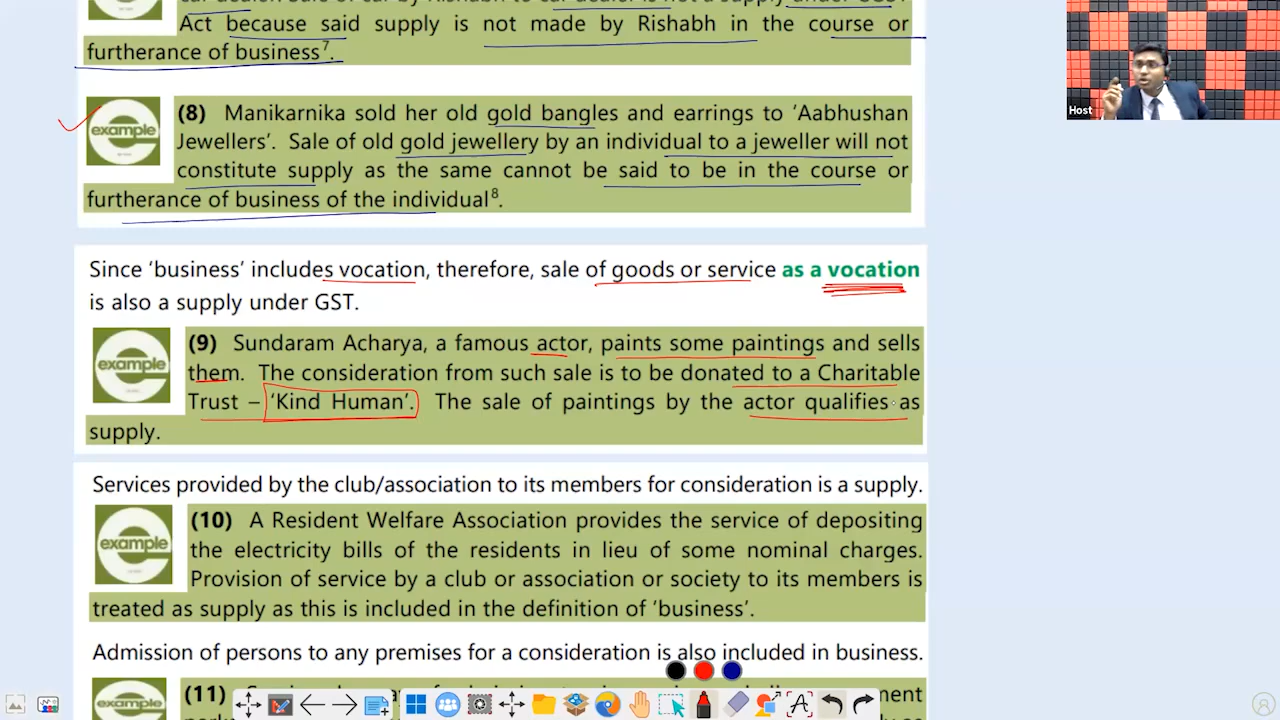 Act because said supply is not made by Rishabh in the course or
furtherance of business7.
example
(8) Manikarnika sold her old gold bangles and earrings to ‘Aabhushan
Jewellers’. Sale of old gold jewellery by an individual to a jeweller will not
constitute supply as the same cannot be said to be in the course or
furtherance of business of the individual8.
Since ‘business’ includes vocation, therefore, sale of goods or service as a vocation
is also a supply under GST.
example
(9) Sundaram Acharya, a famous actor, paints some paintings and sells
them. The consideration from such sale is to be donated to a Charitable
Trust – ‘Kind Human’. The sale of paintings by the actor qualifies as
supply.
Services provided by the club/association to its members for consideration is a supply.
example
(10) A Resident Welfare Association provides the service of depositing
the electricity bills of the residents in lieu of some nominal charges.
Provision of service by a club or association or society to its members is
treated as supply as this is included in the definition of ‘business’.
Admission of persons to any premises for a consideration is also included in business.
example
(11)
Host